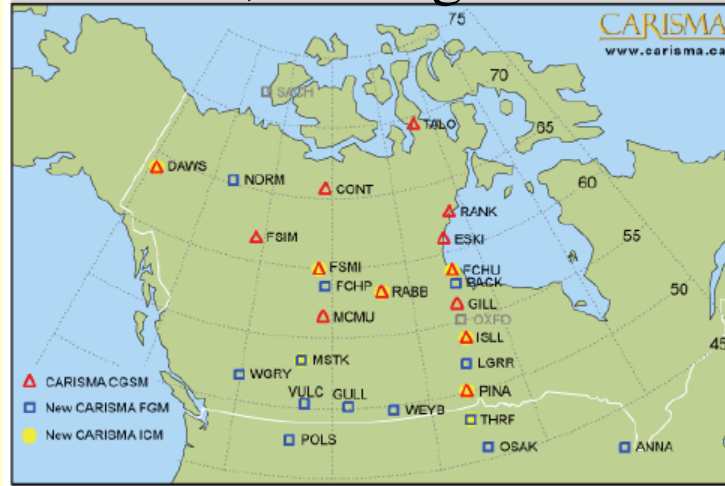 75
CARISMA
www.carisma.ca
70
SACH
TALO
65
DAWS
NORM
CONT
60
RANK
FSIM
ESKI
55
FSMI
FCHU
FCHP
RABB
BACK
50
GILL
MCMU
OXFO
ISLL
45
MSTK
LGRR
WGRY
CARISMA CGSM
VULC
GULL
PINA
New CARISMA FGM
WEYB
THRF
New CARISMA ICM
POLS
OSAK
ANNA